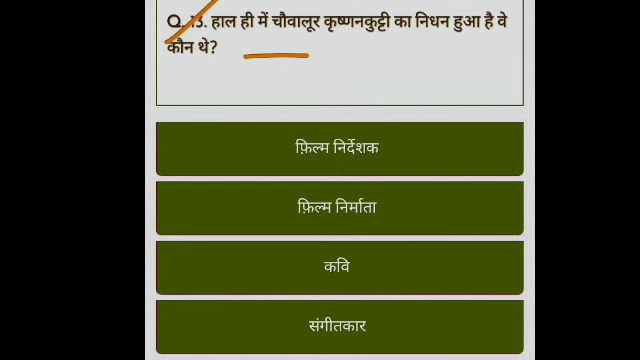 Q. 13. हाल ही में चौवालूर कृष्णनकुट्टी का निधन हुआ है वे
कौन थे?
फ़िल्म निर्देशक
फ़िल्म निर्माता
कवि
संगीतकार